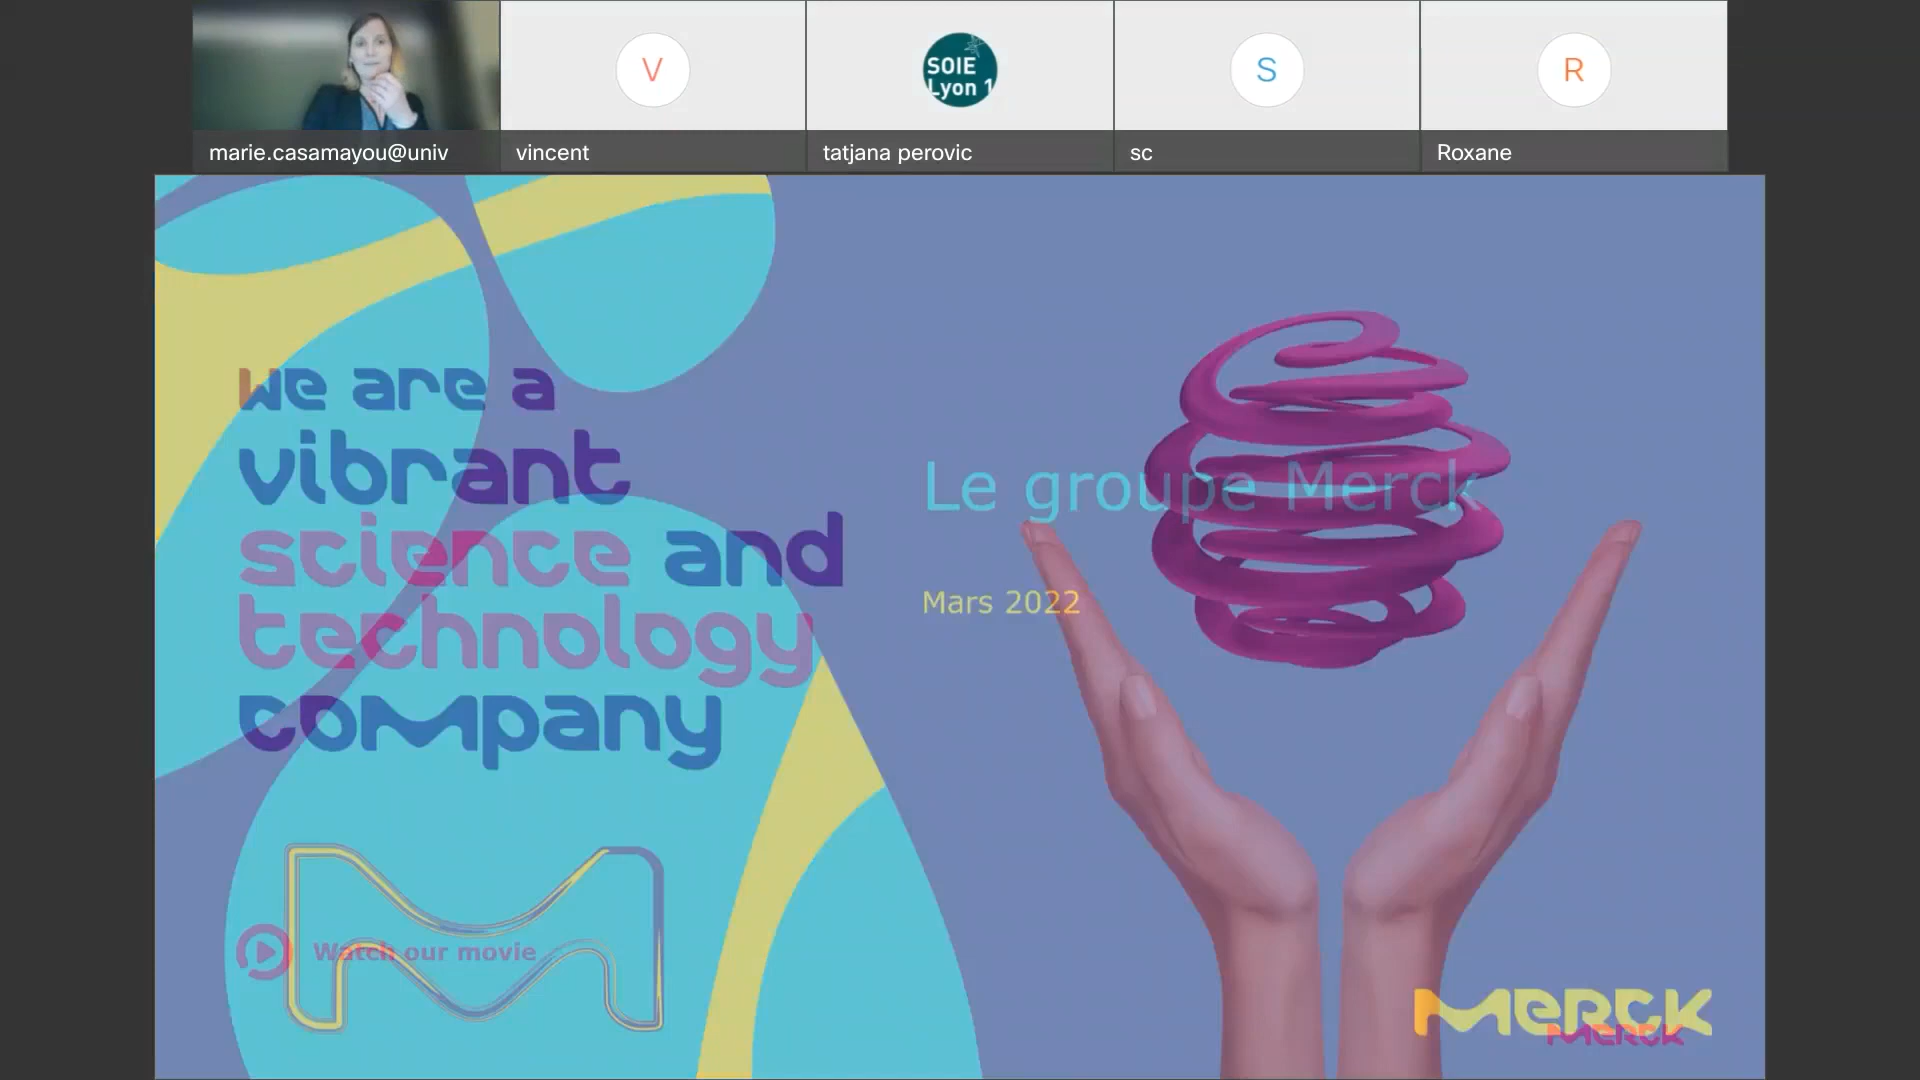 V
SOIE
Lyon 1
S
R
marie.casamayou@univ
vincent
tatjana perovic
sc
Roxane
we are a
vibrant
science and
technology
company
Le groupe Merck
Mars 2022
Watch our movie
MERCK
MERCK